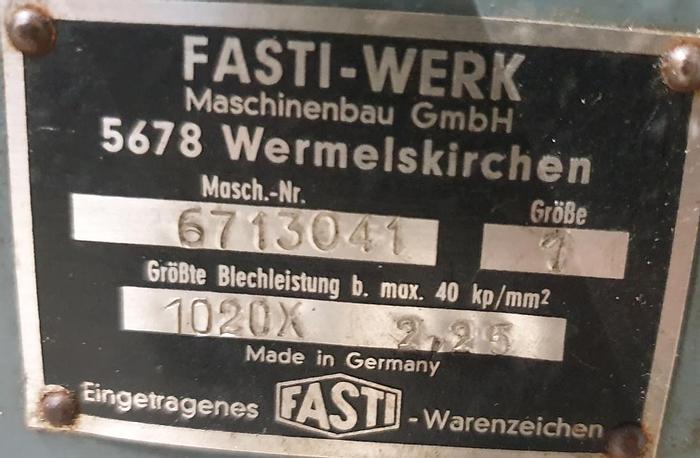 FASTI-WERK
Maschinenbau GmbH
5678 Wermelskirchen
Masch.-Nr. Größe
6713041 1
Größte Blechleistung b. max. 40 kp/mm²
1020X 2,25
Made in Germany
Eingetragenes FASTI - Warenzeichen